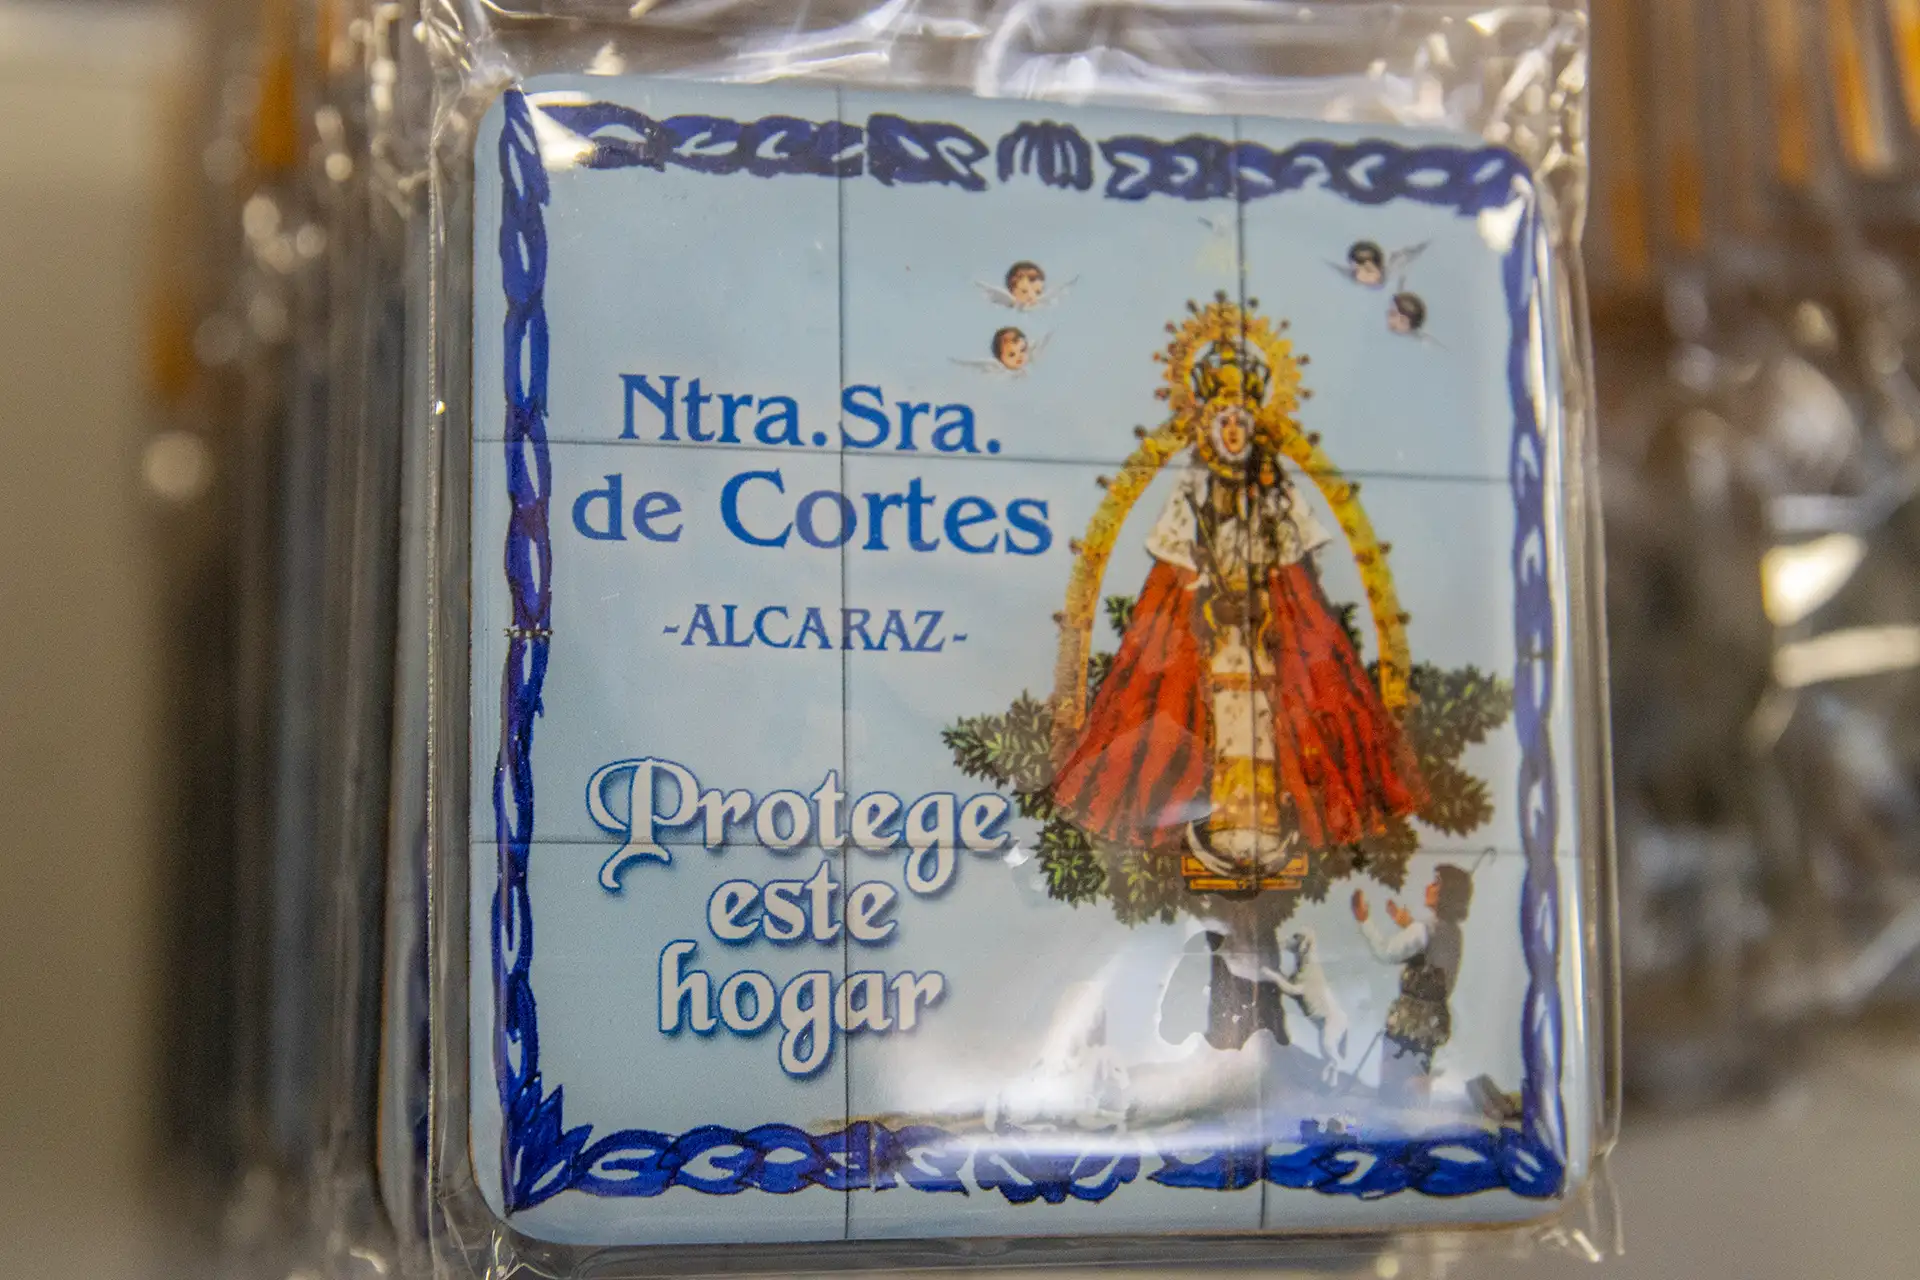 Ntra. Sra.
de Cortes
-ALCARAZ-
Protege
este
hogar